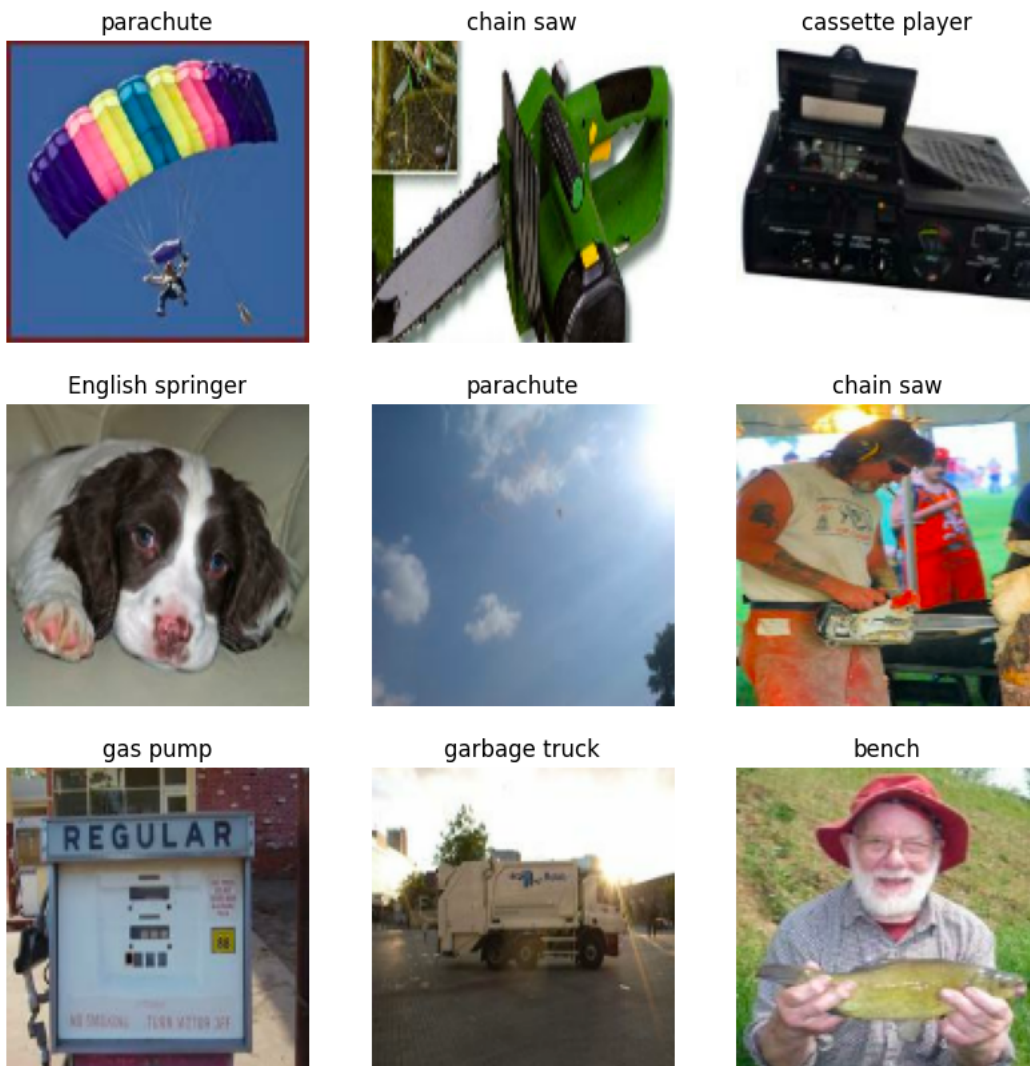 parachute
chain saw
cassette player
English springer
parachute
chain saw
gas pump
garbage truck
bench
REGULAR
88
NO SMOKING TURN MOTOR OFF